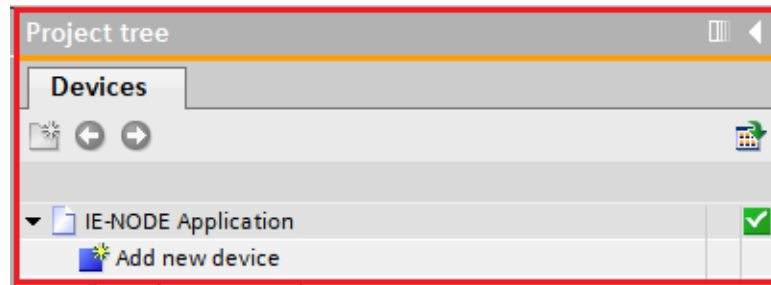 Project tree
Devices
IE-NODE Application
Add new device